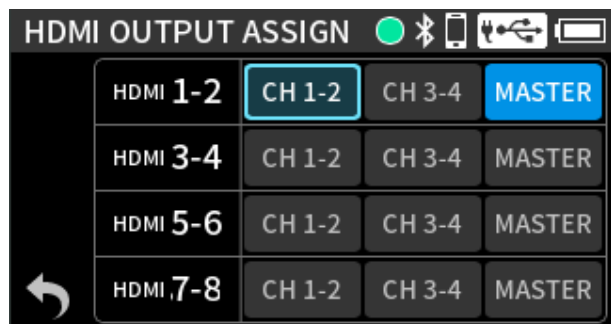 HDMI OUTPUT ASSIGN
HDMI 1-2 CH 1-2 CH 3-4 MASTER
HDMI 3-4 CH 1-2 CH 3-4 MASTER
HDMI 5-6 CH 1-2 CH 3-4 MASTER
HDMI 7-8 CH 1-2 CH 3-4 MASTER